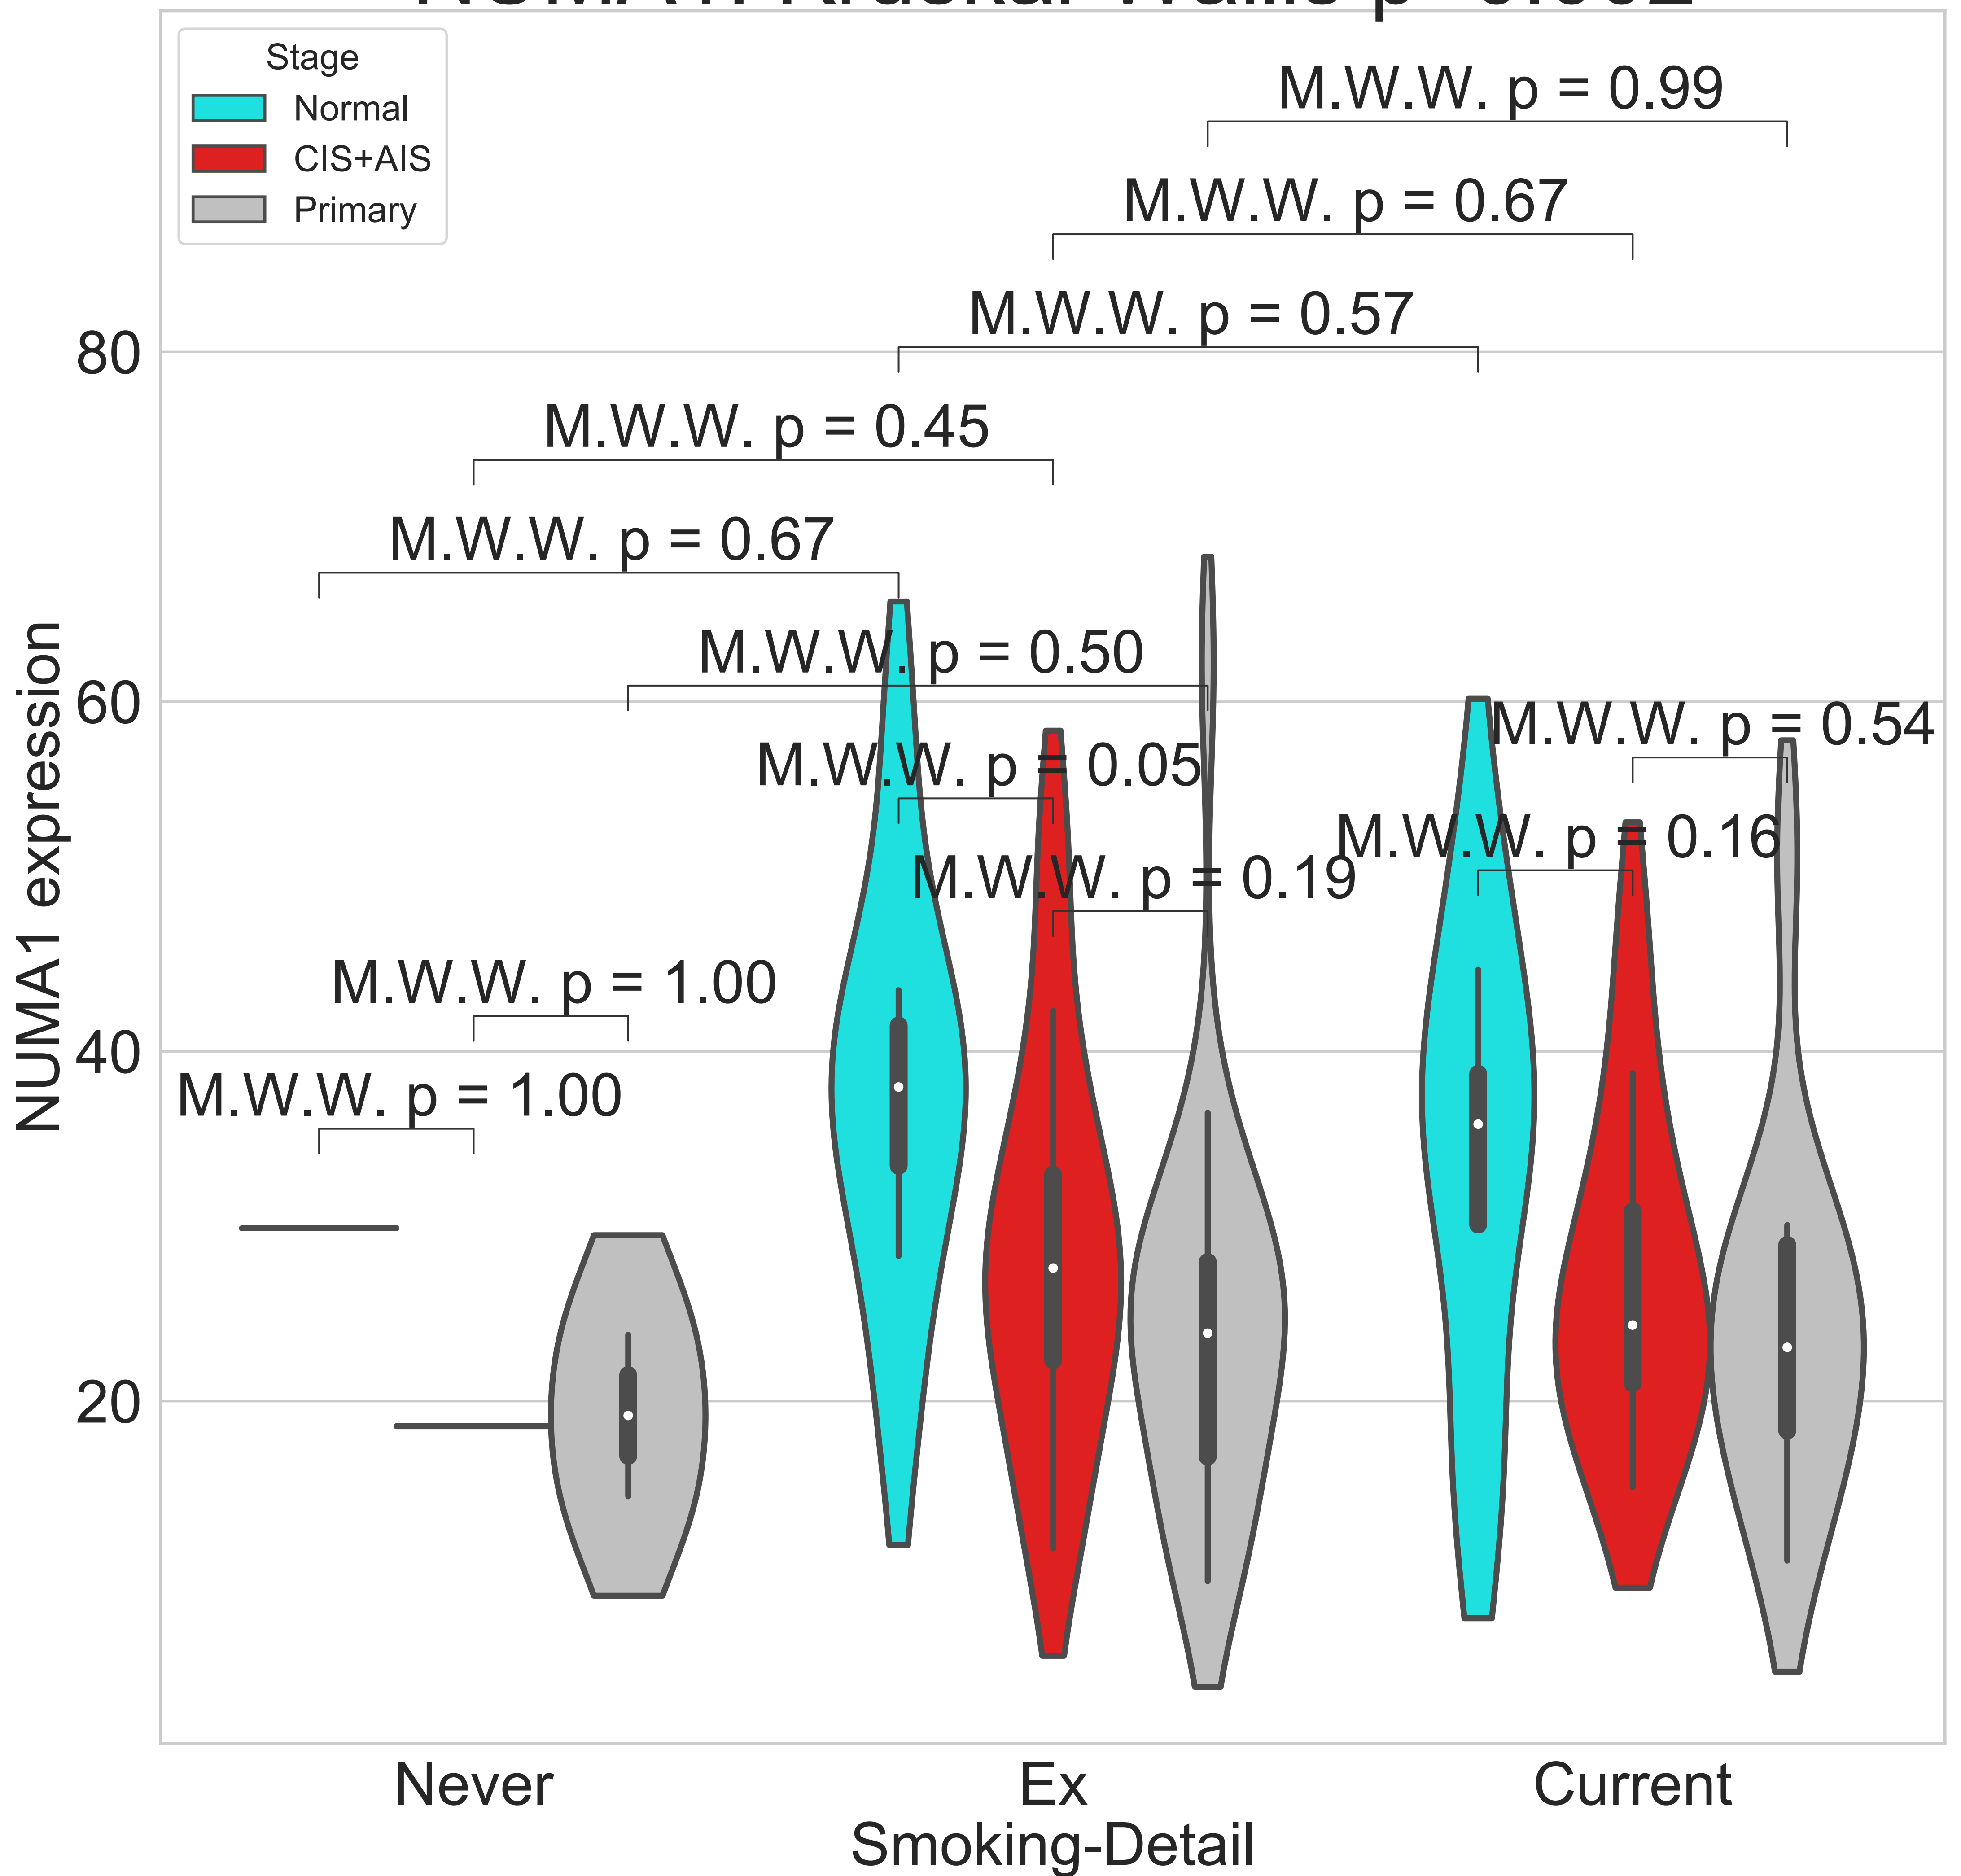 Stage
Normal
CIS+AIS
Primary
M.W.W. p = 0.99
M.W.W. p = 0.67
M.W.W. p = 0.57
M.W.W. p = 0.45
M.W.W. p = 0.67
M.W.W. p = 0.50
M.W.W. p = 0.54
M.W.W. p = 0.05
M.W.W. p = 0.16
M.W.W. p = 0.19
M.W.W. p = 1.00
M.W.W. p = 1.00
80
60
40
20
NUMA1 expression
Never
Ex
Current
Smoking-Detail